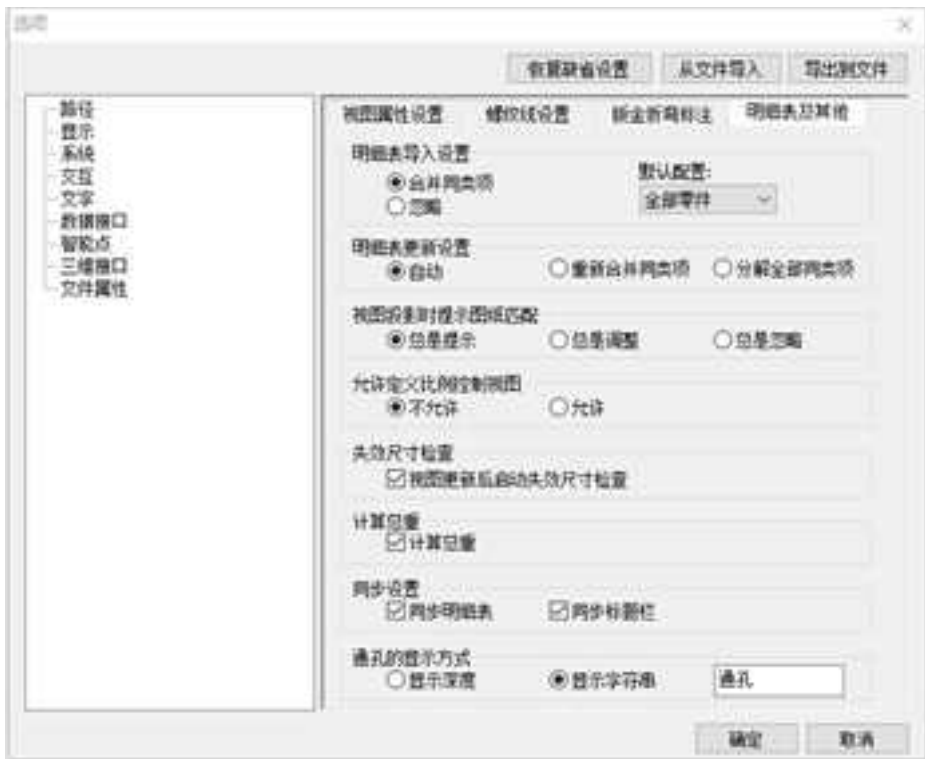 选项
恢复缺省设置 从文件导入 导出到文件
路径
显示
系统
交互
文字
数据接口
智能点
三维接口
文件属性
视图属性设置 螺纹线设置 钣金折弯标注 明细表及其他
明细表导入设置
默认配置:
合并同类项
忽略
全部零件
明细表更新设置
自动 重新合并同类项 分解全部同类项
视图投影时提示图纸匹配
总是提示 总是调整 总是忽略
允许定义比例控制视图
不允许 允许
失效尺寸检查
视图更新后启动失效尺寸检查
计算总重
计算总重
同步设置
同步明细表 同步标题栏
通孔的显示方式
显示深度 显示字符串 通孔
确定 取消